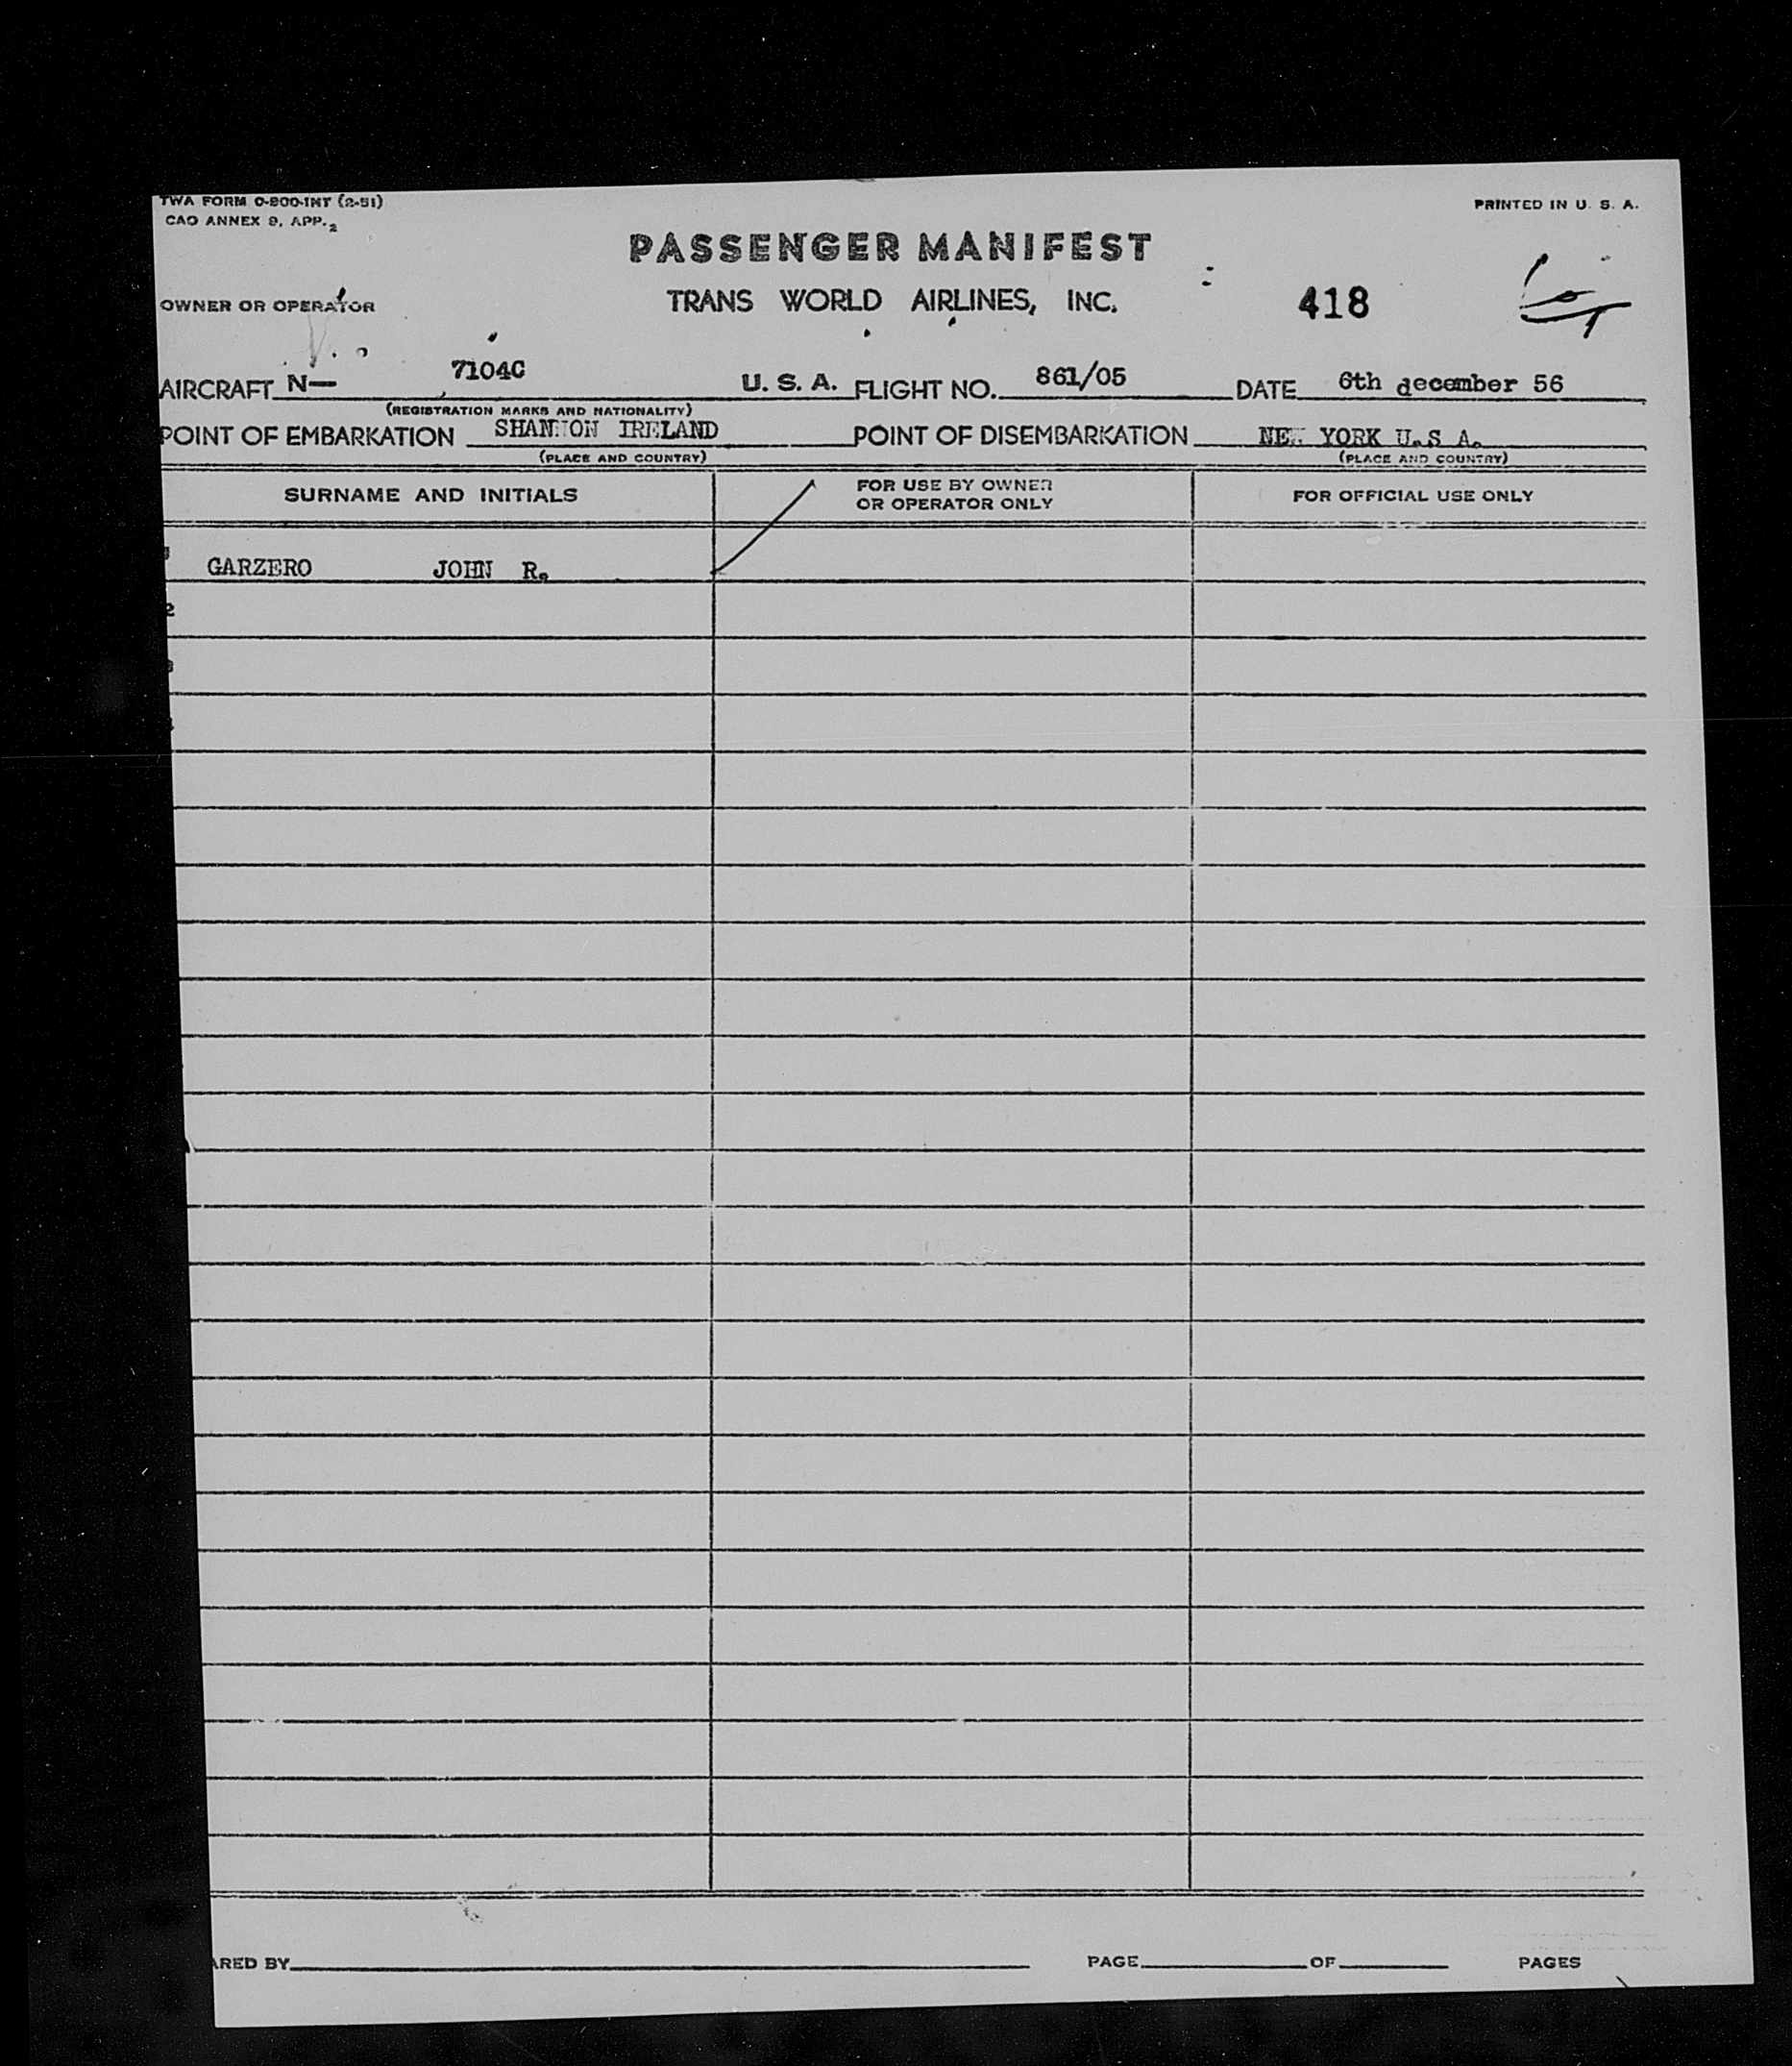 TWA FORM O-800-INT (2-51)
PRINTED IN U. S. A.
CAO ANNEX 9, APP. 2
PASSENGER MANIFEST
OWNER OR OPERATOR TRANS WORLD AIRLINES, INC. 418
AIRCRAFT N— 7104C U. S. A. FLIGHT NO. 861/05 DATE 6th december 56
(REGISTRATION MARKS AND NATIONALITY)
POINT OF EMBARKATION SHANNON IRELAND POINT OF DISEMBARKATION NEW YORK U.S A.
(PLACE AND COUNTRY) (PLACE AND COUNTRY)
SURNAME AND INITIALS FOR USE BY OWNER OR OPERATOR ONLY FOR OFFICIAL USE ONLY
GARZERO JOHN R.
2
ARED BY PAGE OF PAGES